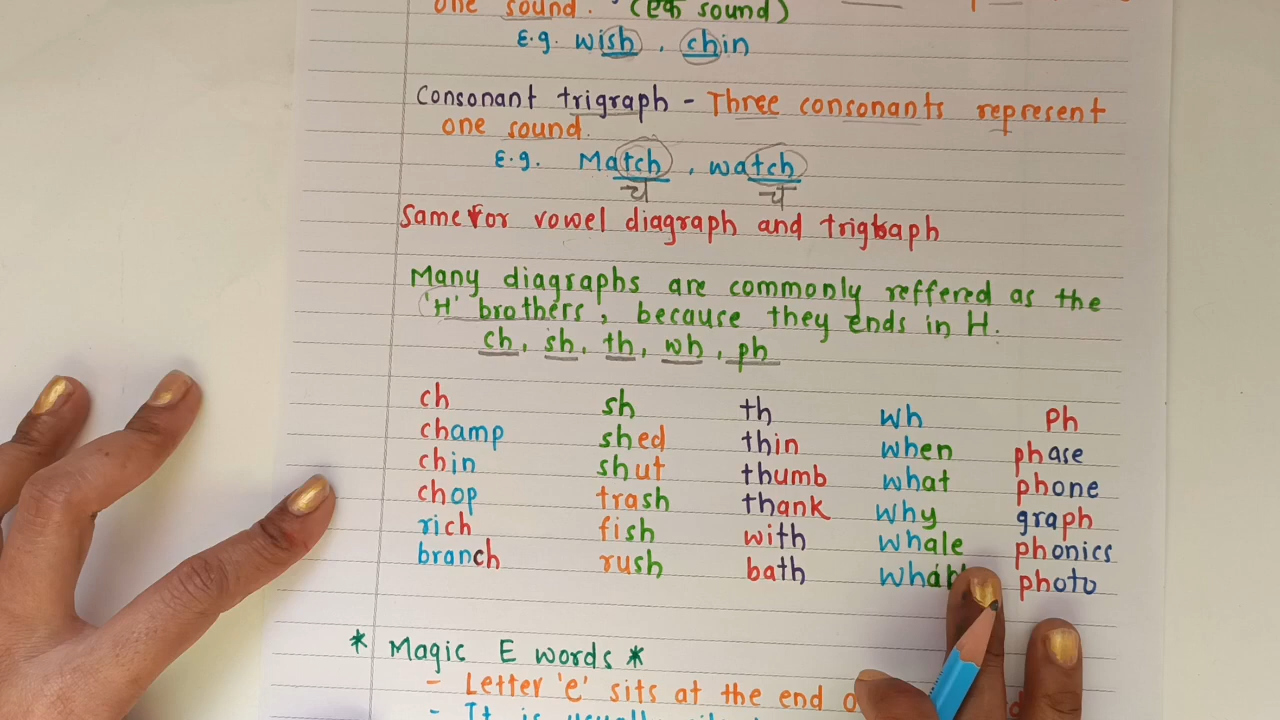 one sound. (एक sound)
E.g. wish, chin
Consonant trigraph - Three consonants represent
one sound.
E.g. Match, watch
च च
Same for vowel diagraph and trigraph
Many diagraphs are commonly reffered as the
'H' brothers, because they ends in H.
ch, sh, th, wh, ph
ch sh th wh Ph
champ shed thin when phase
chin shut thumb what phone
chop trash thank why graph
rich fish with whale phonics
branch rush bath photo
* Magic E words *
- Letter 'e' sits at the end
- It is